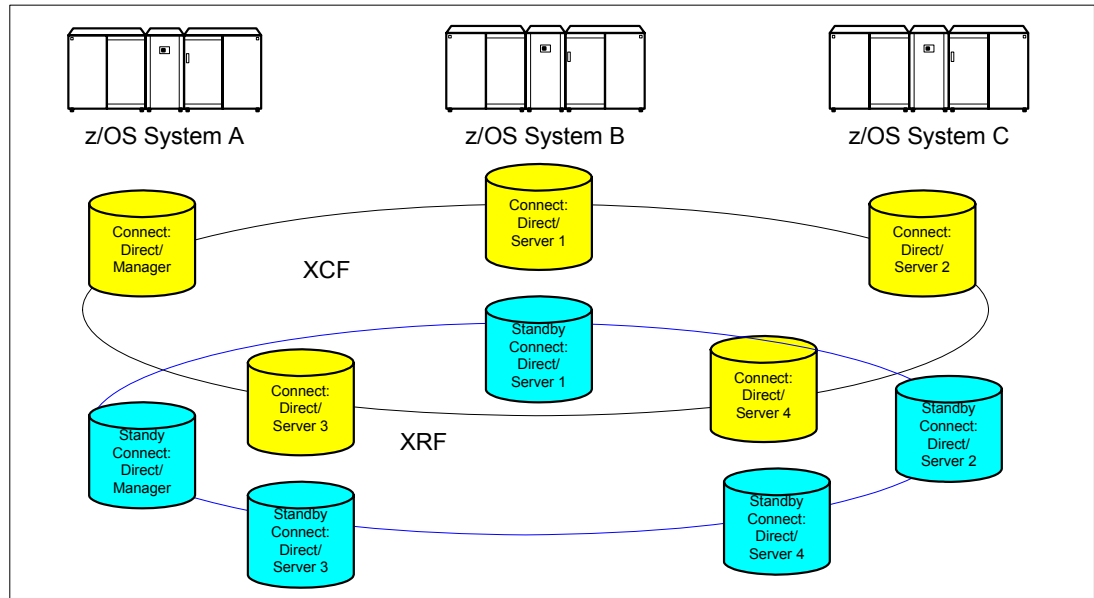 z/OS System A
z/OS System B
z/OS System C
Connect:
Direct/
Manager
Connect:
Direct/
Server 1
Connect:
Direct/
Server 2
XCF
Standby
Connect:
Direct/
Server 1
Connect:
Direct/
Server 3
Connect:
Direct/
Server 4
XRF
Standy
Connect:
Direct/
Manager
Standby
Connect:
Direct/
Server 2
Standby
Connect:
Direct/
Server 3
Standby
Connect:
Direct/
Server 4